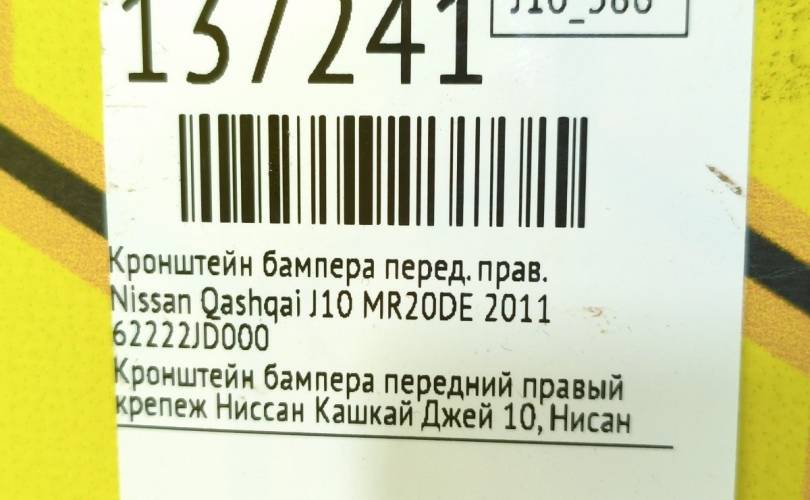 137241
J10_580
Кронштейн бампера перед. прав.
Nissan Qashqai J10 MR20DE 2011
62222JD000
Кронштейн бампера передний правый
крепеж Ниссан Кашкай Джей 10, Нисан